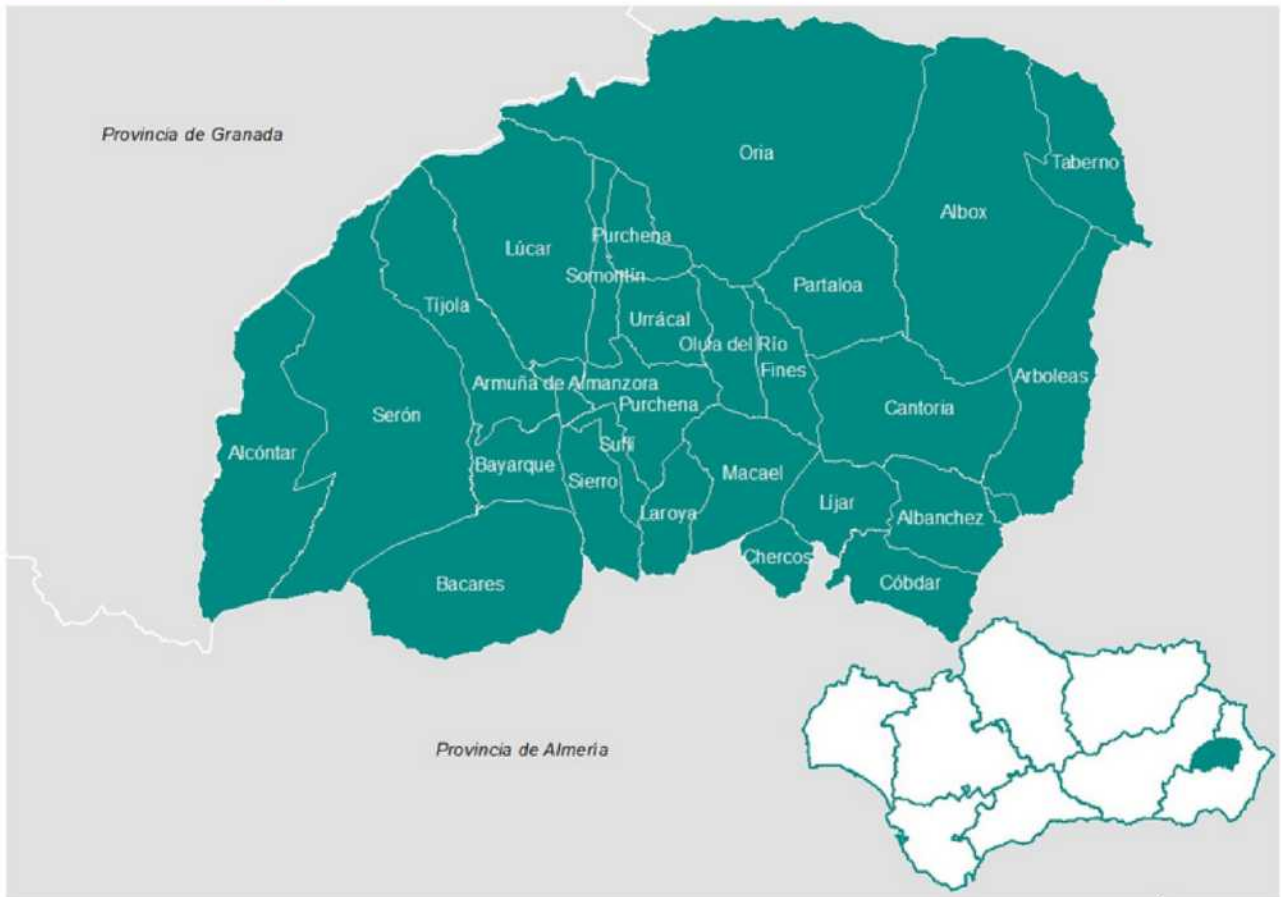 Provincia de Granada
Oria
Taberno
Albox
Purchena
Lúcar
Somontín
Partaloa
Tíjola
Urrácal
Olula del Río
Fines
Arboleas
Armuña de Almanzora
Purchena
Cantoria
Serón
Alcóntar
Suflí
Bayarque
Sierro
Macael
Laroya
Líjar
Albanchez
Chercos
Bacares
Cóbdar
Provincia de Almería